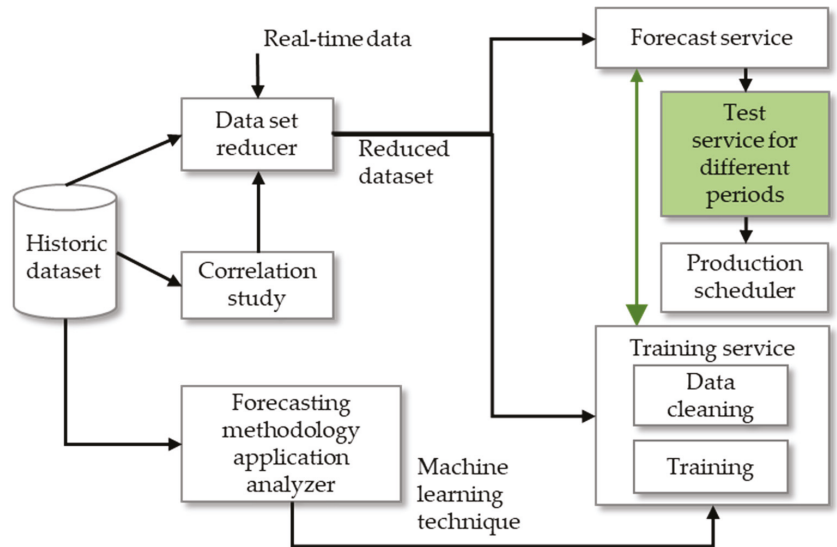 Real-time data
Forecast service
Data set
reducer
Reduced
dataset
Test
service for
different
periods
Historic
dataset
Correlation
study
Production
scheduler
Training service
Data
cleaning
Training
Forecasting
methodology
application
analyzer
Machine
learning
technique